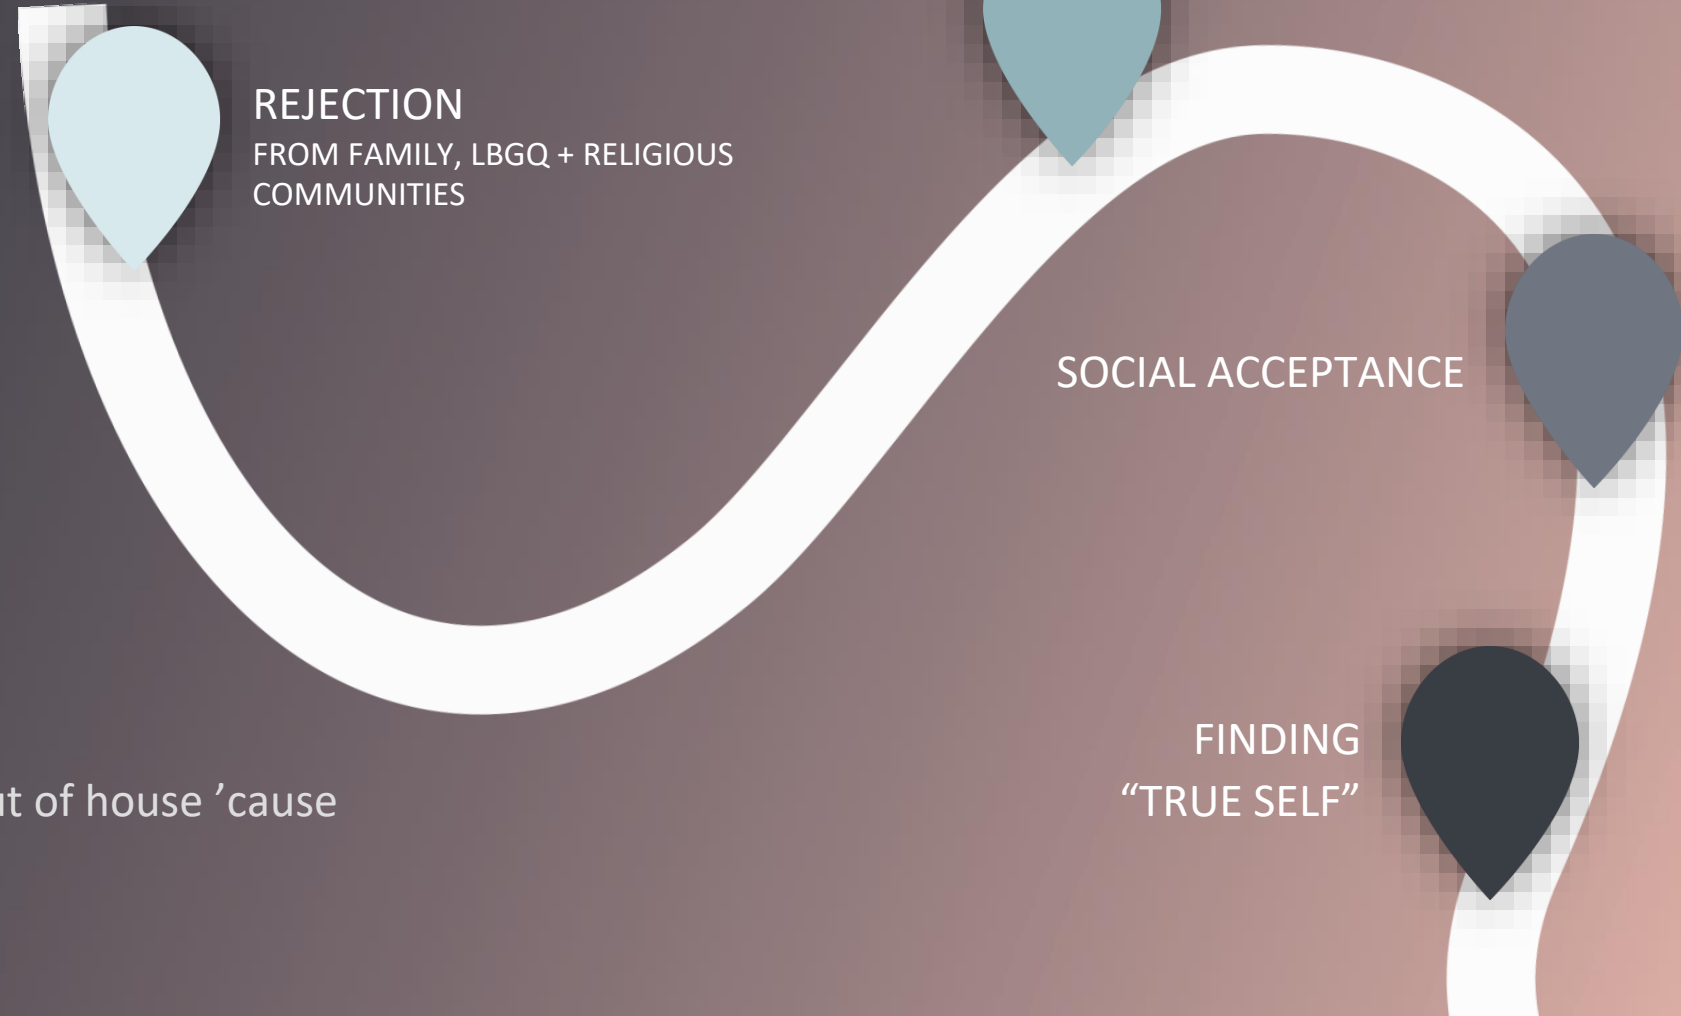 REJECTION
FROM FAMILY, LBGQ + RELIGIOUS
COMMUNITIES
SOCIAL ACCEPTANCE
FINDING
“TRUE SELF”
of house ’cause